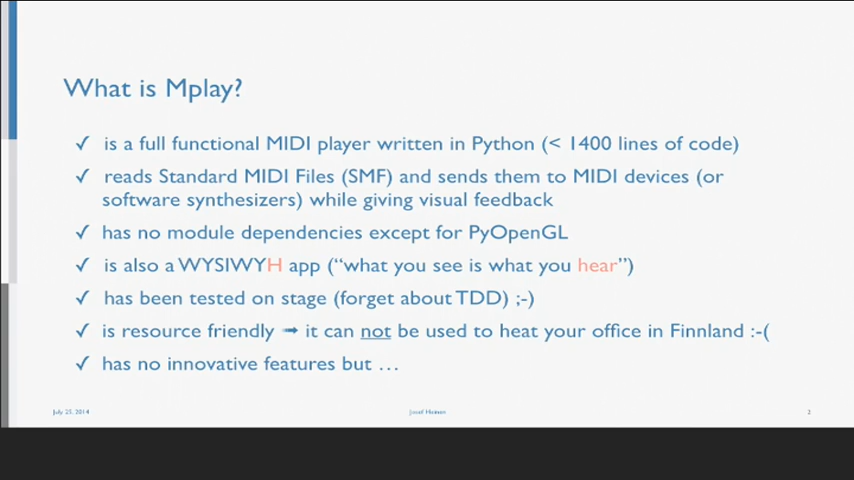 What is Mplay?
✓ is a full functional MIDI player written in Python (< 1400 lines of code)
✓ reads Standard MIDI Files (SMF) and sends them to MIDI devices (or
software synthesizers) while giving visual feedback
✓ has no module dependencies except for PyOpenGL
✓ is also a WYSIWYH app (“what you see is what you hear”)
✓ has been tested on stage (forget about TDD) ;-)
✓ is resource friendly ➟ it can not be used to heat your office in Finnland :-(
✓ has no innovative features but …
July 25, 2014
Josef Heinen
2